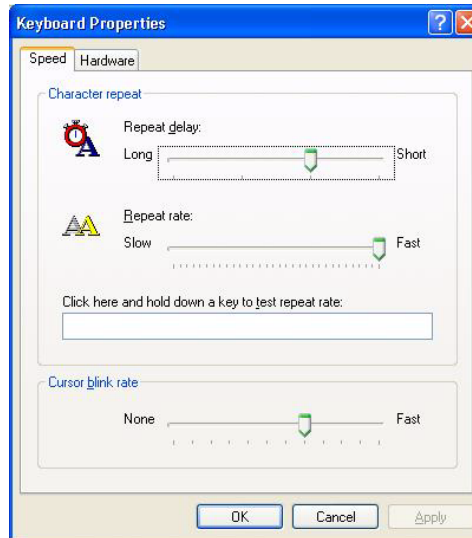 Keyboard Properties
Speed Hardware
Character repeat
Repeat delay:
Long Short
Repeat rate:
Slow Fast
Click here and hold down a key to test repeat rate:
Cursor blink rate
None Fast
OK Cancel Apply